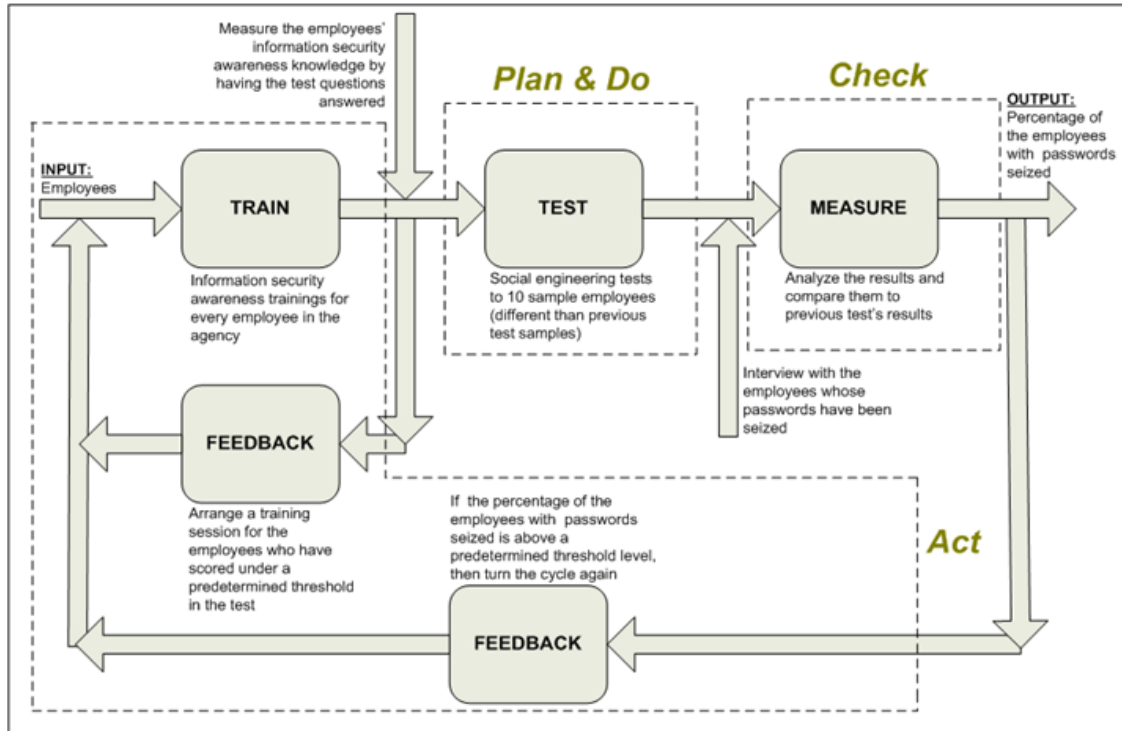 Measure the employees'
information security
awareness knowledge by
having the test questions
answered
Plan & Do
Check
OUTPUT:
Percentage of
the employees
with passwords
seized
INPUT:
Employees
TRAIN
TEST
MEASURE
Information security
awareness trainings for
every employee in the
agency
Social engineering tests
to 10 sample employees
(different than previous
test samples)
Analyze the results and
compare them to
previous test's results
Interview with the
employees whose
passwords have been
seized
FEEDBACK
Arrange a training
session for the
employees who have
scored under a
predetermined threshold
in the test
If the percentage of the
employees with passwords
seized is above a
predetermined threshold level,
then turn the cycle again
Act
FEEDBACK